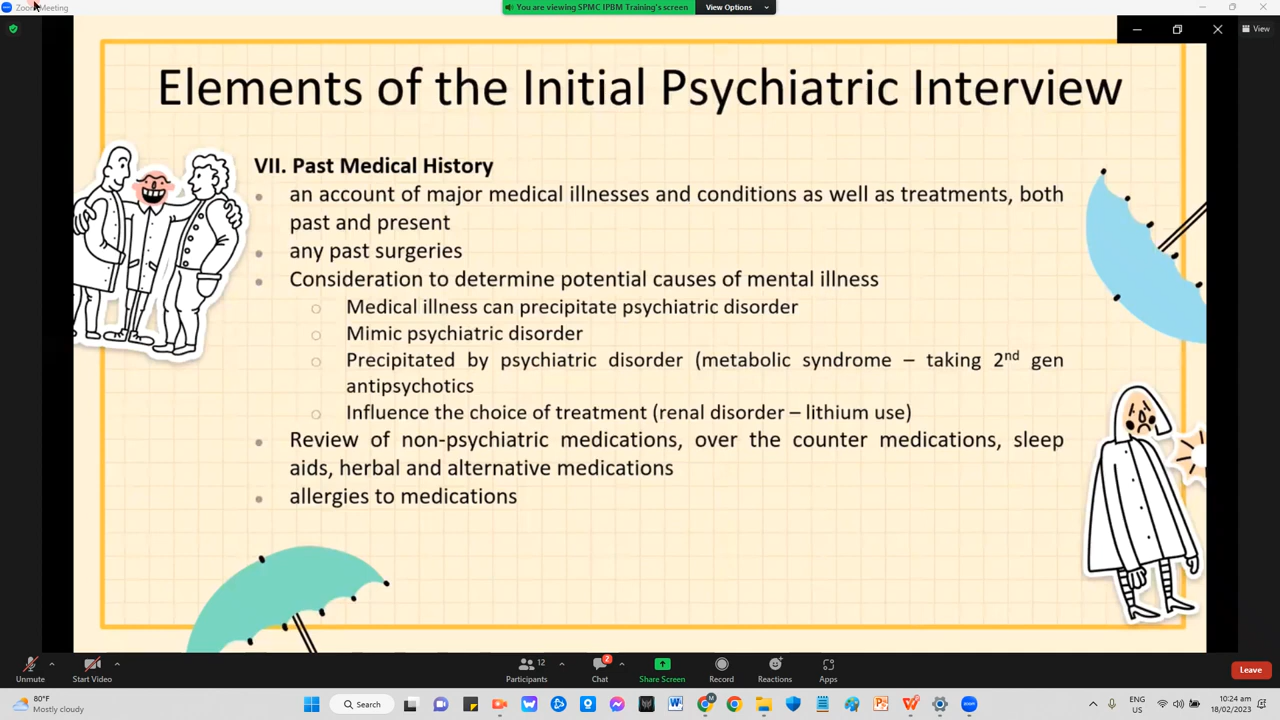 Zoom Meeting
You are viewing SPMC IPBM Training's screen
View Options
View
Elements of the Initial Psychiatric Interview
VII. Past Medical History
an account of major medical illnesses and conditions as well as treatments, both
past and present
any past surgeries
Consideration to determine potential causes of mental illness
Medical illness can precipitate psychiatric disorder
Mimic psychiatric disorder
Precipitated by psychiatric disorder (metabolic syndrome – taking 2nd gen
antipsychotics
Influence the choice of treatment (renal disorder – lithium use)
Review of non-psychiatric medications, over the counter medications, sleep
aids, herbal and alternative medications
allergies to medications
Unmute
Start Video
12
Participants
2
Chat
Share Screen
Record
Reactions
Apps
Leave
80°F
Mostly cloudy
Search
ENG
US
10:24 am
18/02/2023